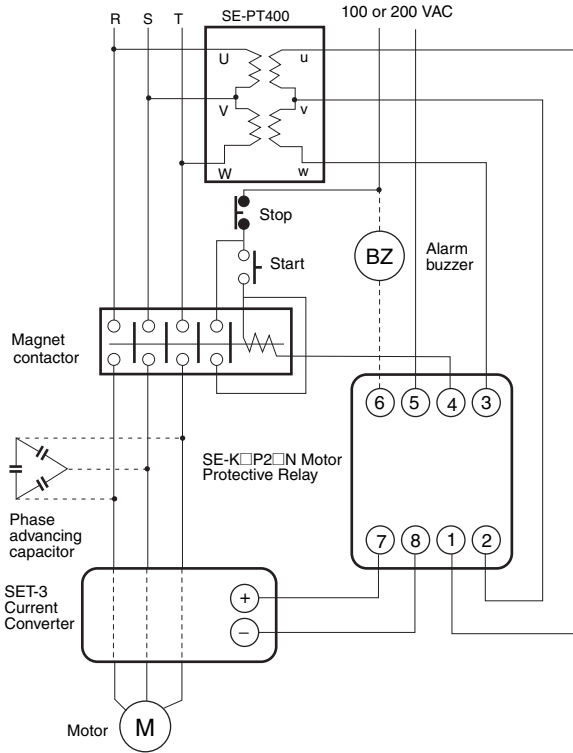 R S T SE-PT400 100 or 200 VAC
U u
V v
W w
Stop
Start
BZ
Alarm
buzzer
Magnet
contactor
6 5 4 3
SE-K□P2□N Motor
Protective Relay
Phase
advancing
capacitor
7 8 1 2
SET-3
Current
Converter
+
−
Motor M